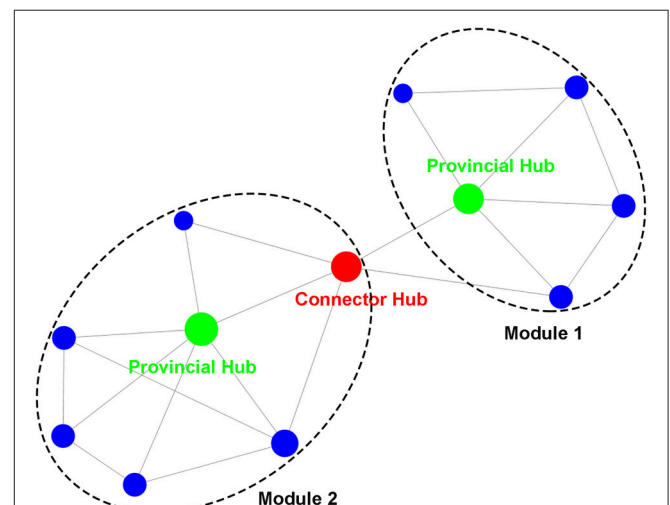 Provincial Hub
Connector Hub
Module 1
Provincial Hub
Module 2